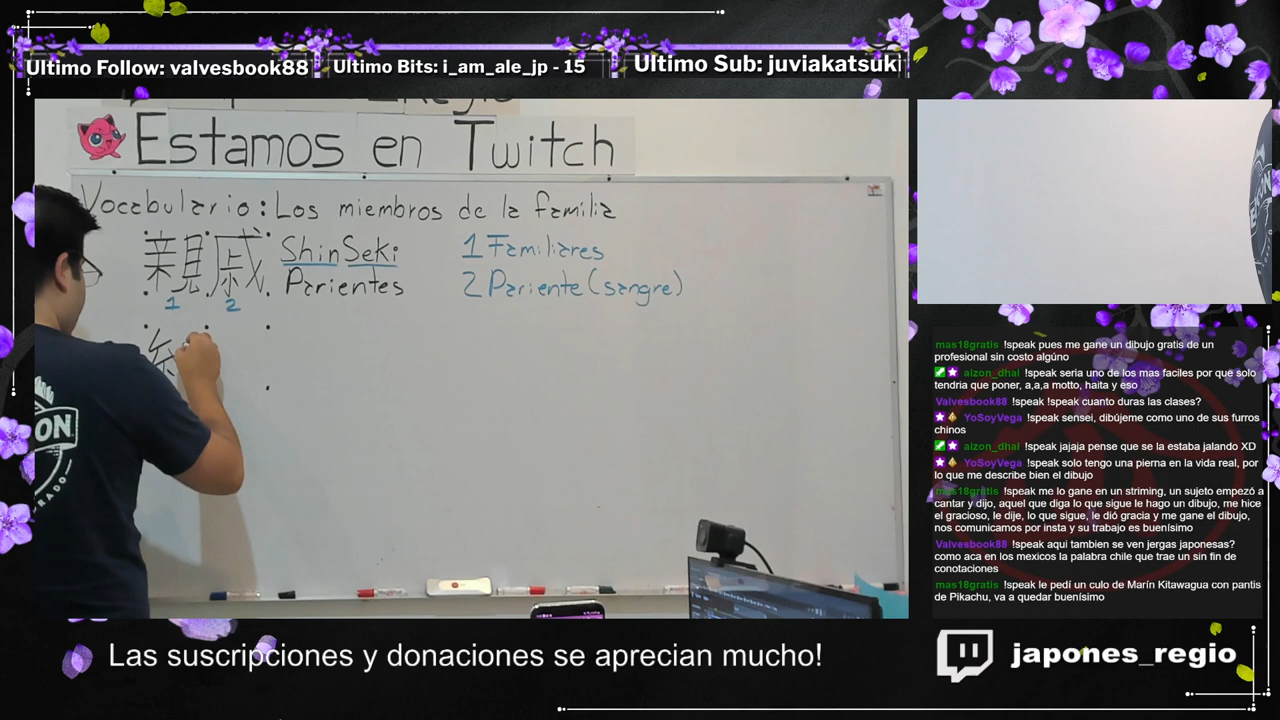 Ultimo Follow: valvesbook88
Ultimo Bits: i_am_ale_jp - 15
Ultimo Sub: juviakatsuki
Estamos en Twitch
Vocabulario: Los miembros de la familia
親戚 ShinSeki 1 Familiares
Parientes 2 Pariente (sangre)
1 2
mas18gratis !speak pues me gane un dibujo gratis de un
profesional sin costo algúno
alzon_dhal !speak seria uno de los mas faciles por que solo
tendria que poner, a,a,a motto, haita y eso
Valvesbook88 !speak !speak cuanto duras las clases?
YoSoyVega !speak sensei, dibújeme como uno de sus furros
chinos
alzon_dhal !speak jajaja pense que se la estaba jalando XD
YoSoyVega !speak solo tengo una pierna en la vida real, por
lo que me describe bien el dibujo
mas18gratis !speak me lo gane en un striming, un sujeto empezó a
cantar y dijo, aquel que diga lo que sigue le hago un dibujo, me hice
el gracioso, le dije, lo que sigue, le dió gracia y me gane el dibujo,
nos comunicamos por insta y su trabajo es buenísimo
Valvesbook88 !speak aqui tambien se ven jergas japonesas?
como aca en los mexicos la palabra chile que trae un sin fin de
conotaciones
mas18gratis !speak le pedí un culo de Marín Kitawagua con pantis
de Pikachu, va a quedar buenísimo
Las suscripciones y donaciones se aprecian mucho!
japones_regio